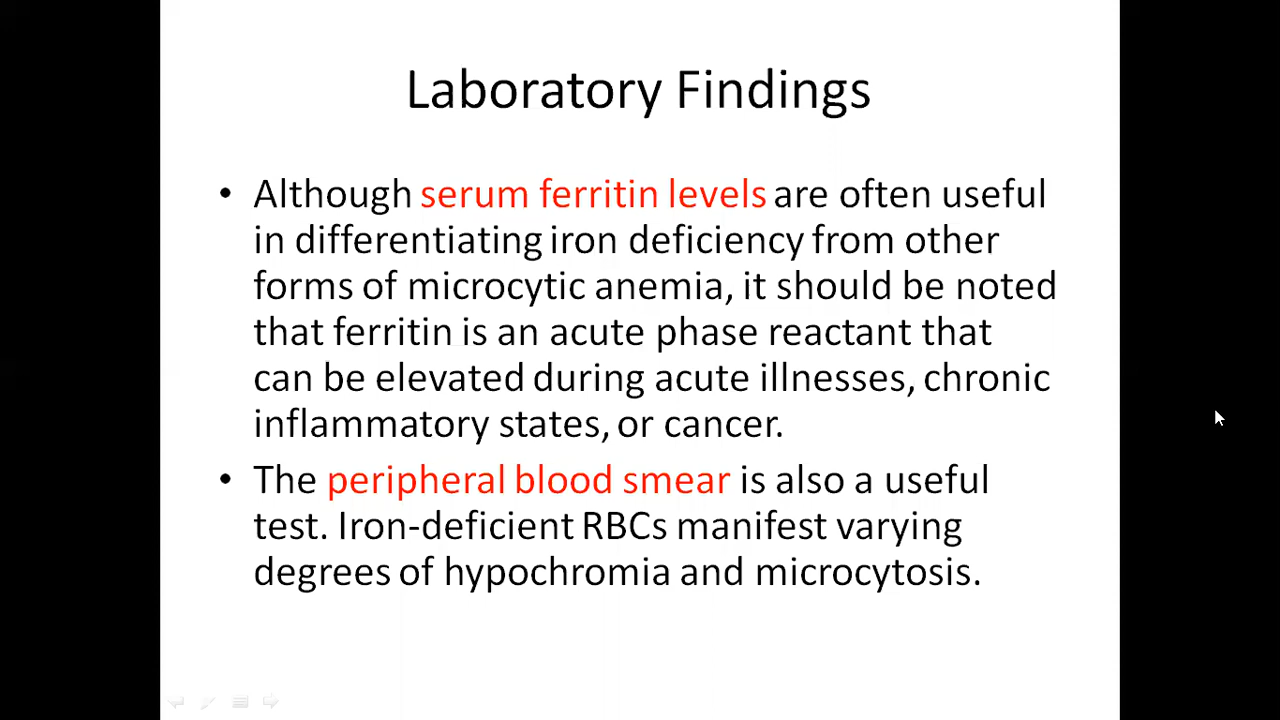 Laboratory Findings
• Although serum ferritin levels are often useful
in differentiating iron deficiency from other
forms of microcytic anemia, it should be noted
that ferritin is an acute phase reactant that
can be elevated during acute illnesses, chronic
inflammatory states, or cancer.
• The peripheral blood smear is also a useful
test. Iron-deficient RBCs manifest varying
degrees of hypochromia and microcytosis.